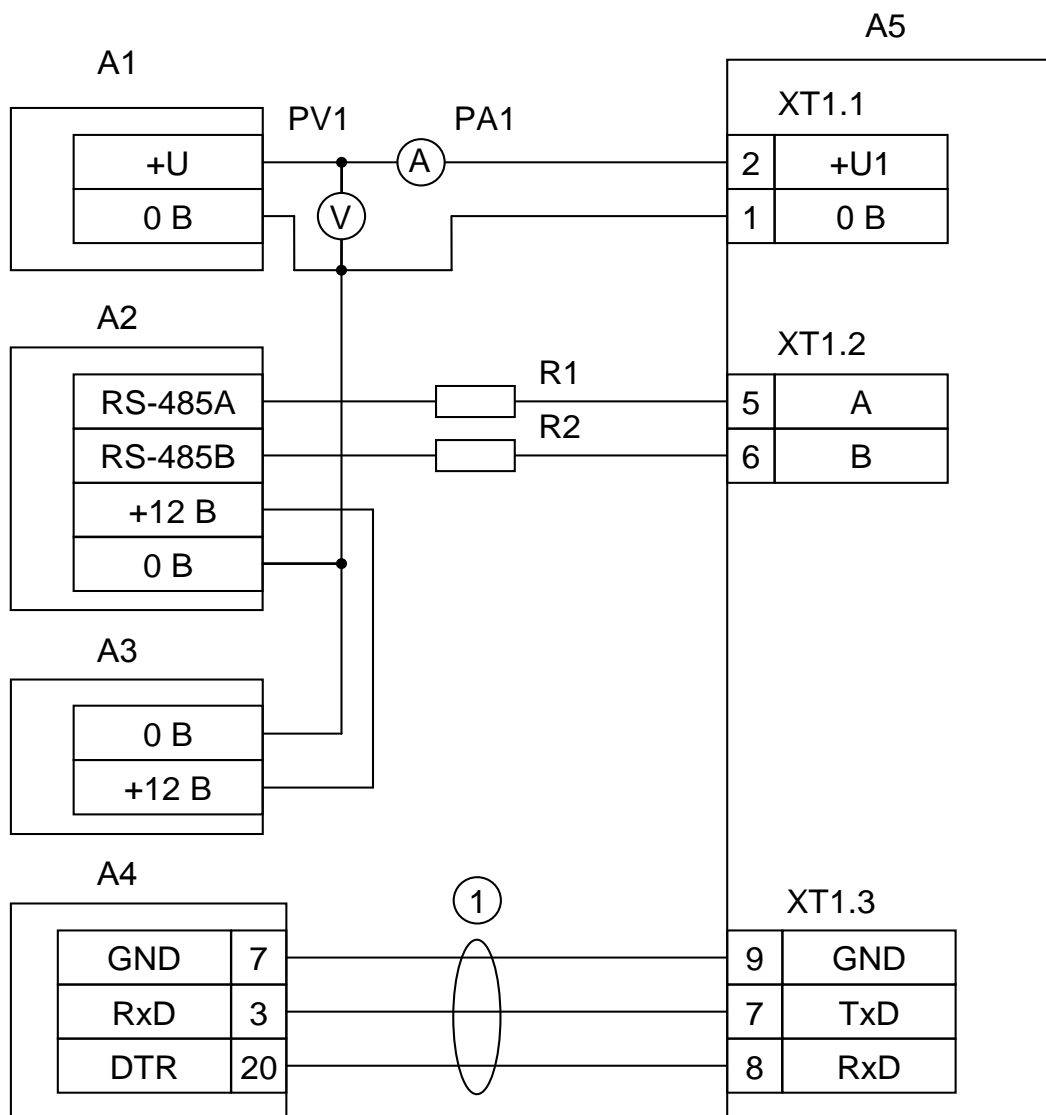 A5
A1
XT1.1
PV1 PA1
+U A 2 +U1
0 В V 1 0 В
A2
XT1.2
R1
RS-485A 5 A
R2
RS-485B 6 B
+12 В
0 В
A3
0 В
+12 В
A4
1
XT1.3
GND 7 9 GND
RxD 3 7 TxD
DTR 20 8 RxD